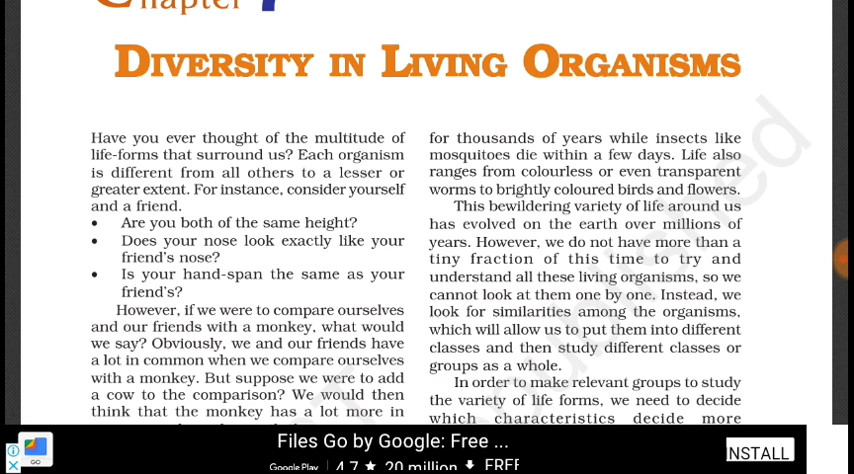 Chapter 7
DIVERSITY IN LIVING ORGANISMS
Have you ever thought of the multitude of
life-forms that surround us? Each organism
is different from all others to a lesser or
greater extent. For instance, consider yourself
and a friend.
• Are you both of the same height?
• Does your nose look exactly like your
friend's nose?
• Is your hand-span the same as your
friend's?
However, if we were to compare ourselves
and our friends with a monkey, what would
we say? Obviously, we and our friends have
a lot in common when we compare ourselves
with a monkey. But suppose we were to add
a cow to the comparison? We would then
think that the monkey has a lot more in
for thousands of years while insects like
mosquitoes die within a few days. Life also
ranges from colourless or even transparent
worms to brightly coloured birds and flowers.
This bewildering variety of life around us
has evolved on the earth over millions of
years. However, we do not have more than a
tiny fraction of this time to try and
understand all these living organisms, so we
cannot look at them one by one. Instead, we
look for similarities among the organisms,
which will allow us to put them into different
classes and then study different classes or
groups as a whole.
In order to make relevant groups to study
the variety of life forms, we need to decide
which characteristics decide more
GO
Files Go by Google: Free ...
Google Play 4.7 ★ 20 million FREE
INSTALL